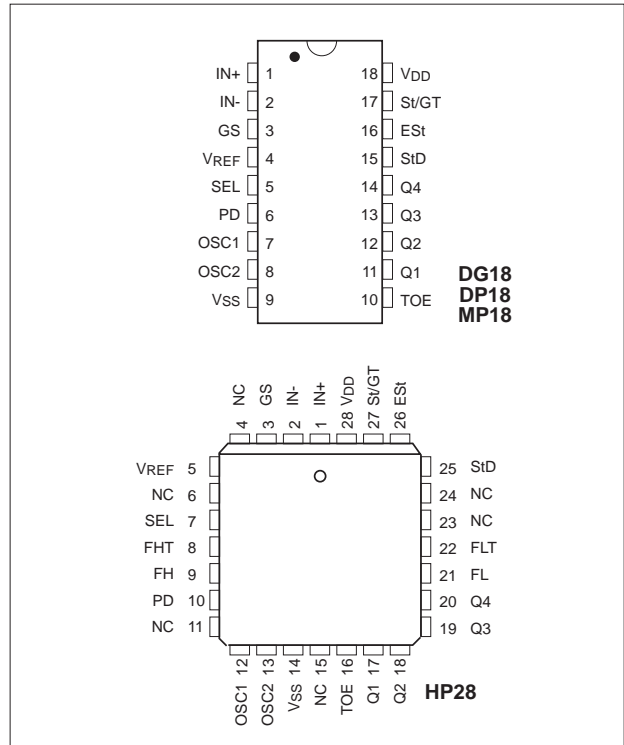 IN+ 1 18 VDD
IN- 2 17 St/GT
GS 3 16 ESt
VREF 4 15 StD
SEL 5 14 Q4
PD 6 13 Q3
OSC1 7 12 Q2
OSC2 8 11 Q1
VSS 9 10 TOE
DG18
DP18
MP18
4 NC
3 GS
2 IN-
1 IN+
28 VDD
27 St/GT
26 ESt
VREF 5 25 StD
NC 6 24 NC
SEL 7 23 NC
FHT 8 22 FLT
FH 9 21 FL
PD 10 20 Q4
NC 11 19 Q3
OSC1 12
OSC2 13
VSS 14
NC 15
TOE 16
Q1 17
Q2 18
HP28